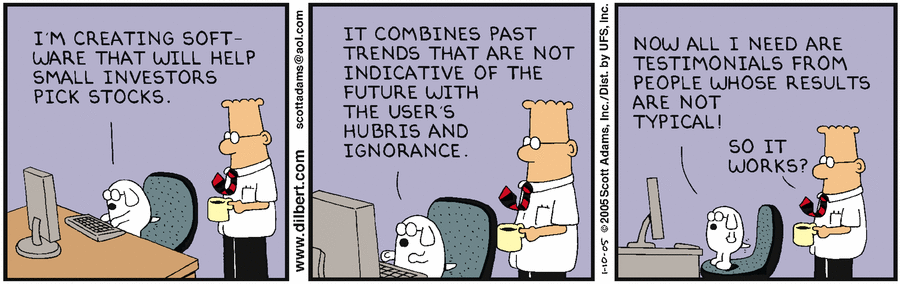 I'M CREATING SOFT-
WARE THAT WILL HELP
SMALL INVESTORS
PICK STOCKS.
scottadams@aol.com
www.dilbert.com
IT COMBINES PAST
TRENDS THAT ARE NOT
INDICATIVE OF THE
FUTURE WITH
THE USER'S
HUBRIS AND
IGNORANCE.
1-10-05 © 2005 Scott Adams, Inc./Dist. by UFS, Inc.
NOW ALL I NEED ARE
TESTIMONIALS FROM
PEOPLE WHOSE RESULTS
ARE NOT
TYPICAL!
SO IT
WORKS?